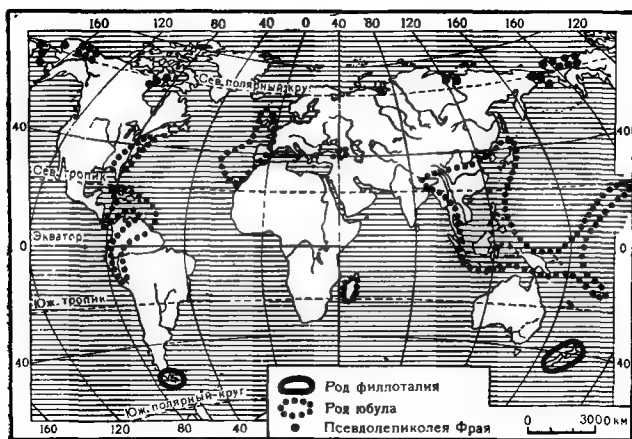 160 120 80 40 0 40 80 120 160 160 120
Сев. полярный круг
40 40
Сев. тропик
Экватор
0 0
Юж. тропик
40 40
Юж. полярный круг
Род филлоталия
Род юбула
Псевдолепиколея Фрая
0 3000 км
160 120 80